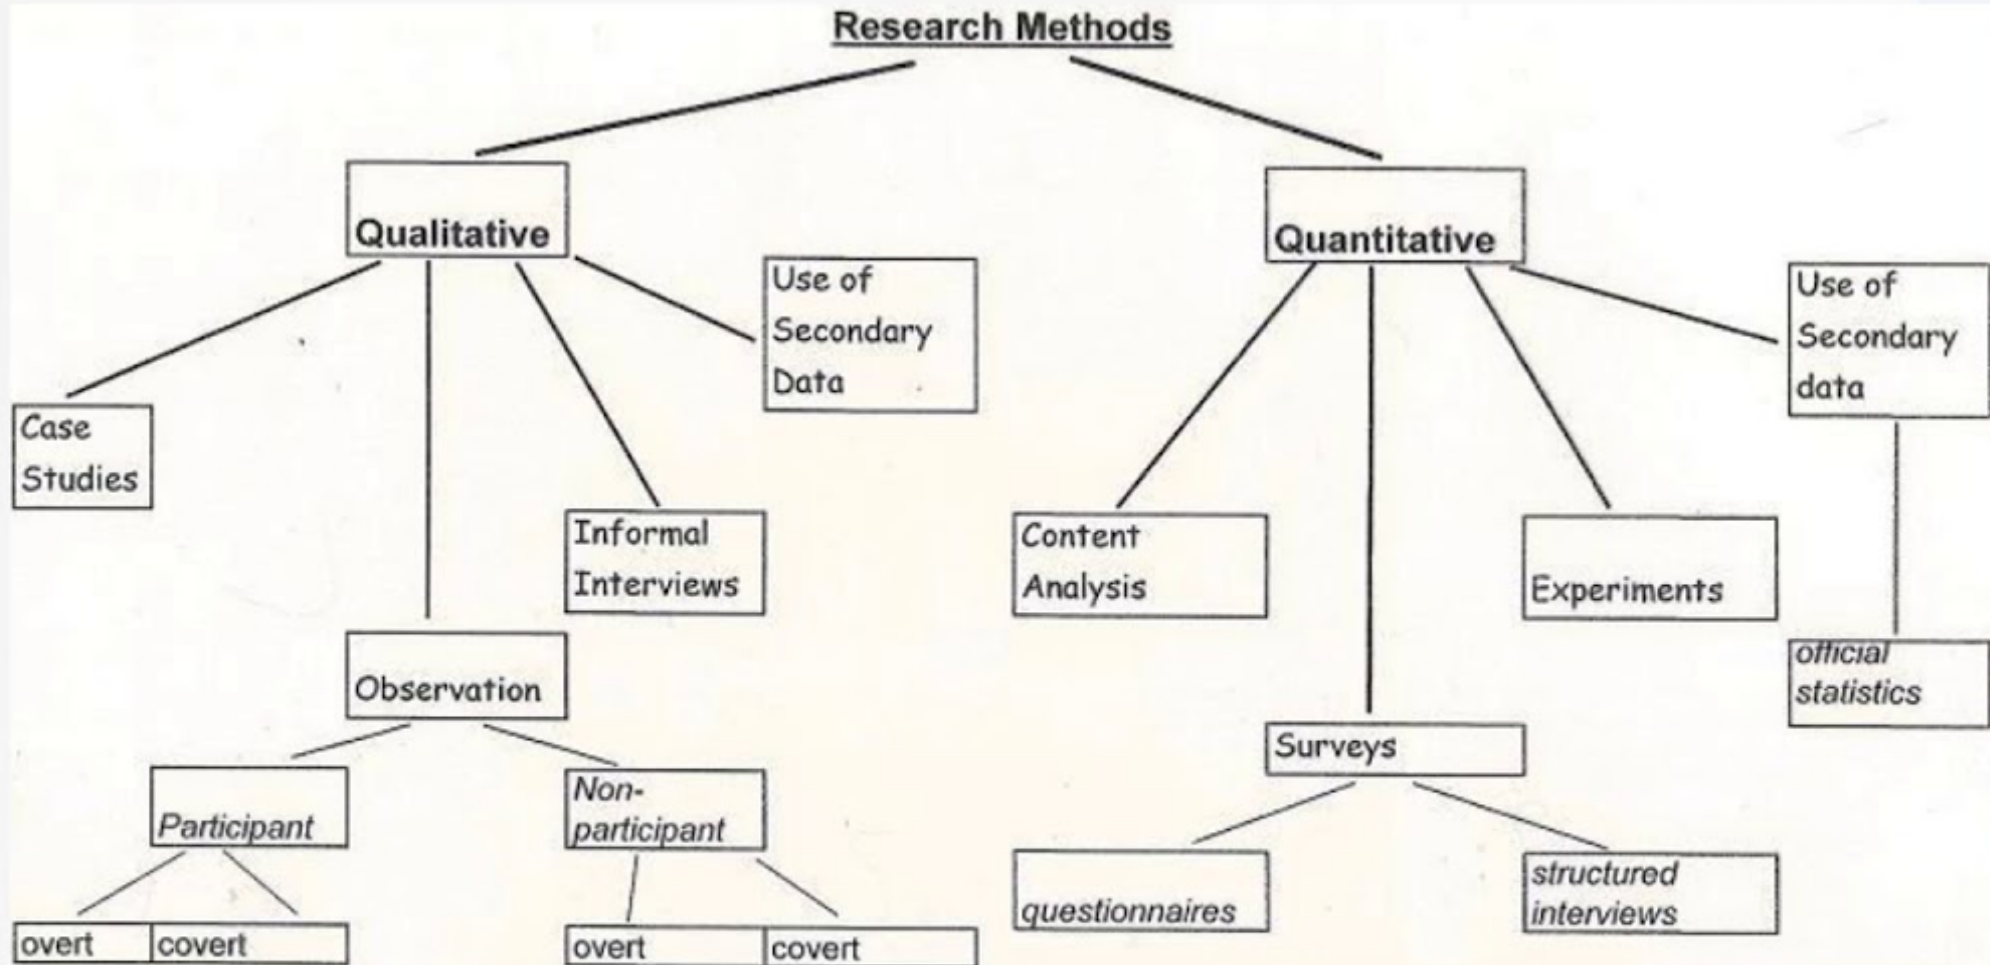 Research Methods
Qualitative
Quantitative
Use of
Secondary
Data
Use of
Secondary
data
Case
Studies
Informal
Interviews
Content
Analysis
Experiments
Observation
official
statistics
Surveys
Participant
Non-
participant
questionnaires
structured
interviews
overt
covert
overt
covert